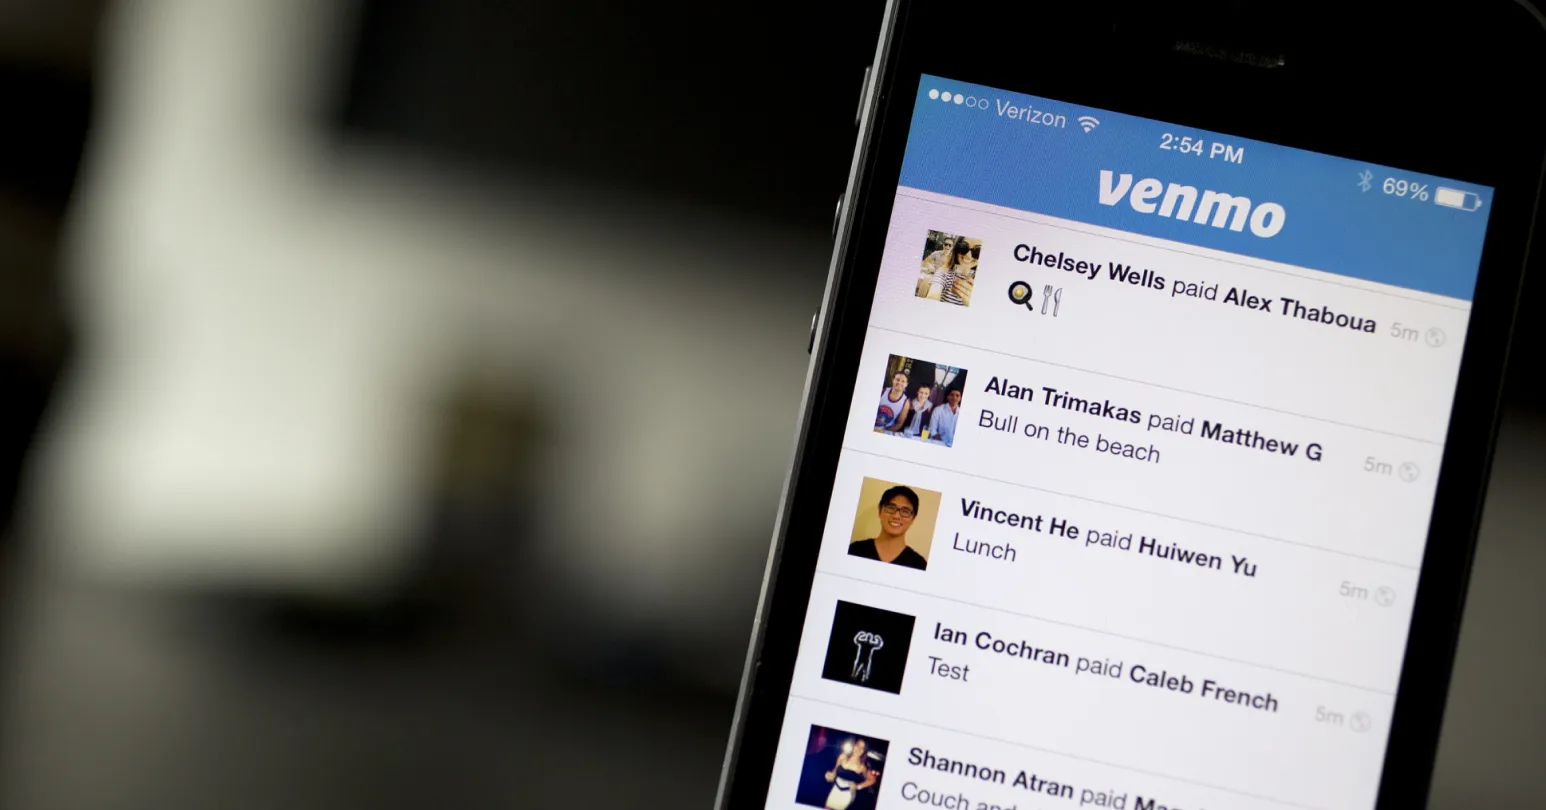 Verizon 2:54 PM 69%
venmo
Chelsey Wells paid Alex Thaboua 5m
Alan Trimakas paid Matthew G 5m
Bull on the beach
Vincent He paid Huiwen Yu 5m
Lunch
Ian Cochran paid Caleb French 5m
Test
Shannon Atran paid
Couch and